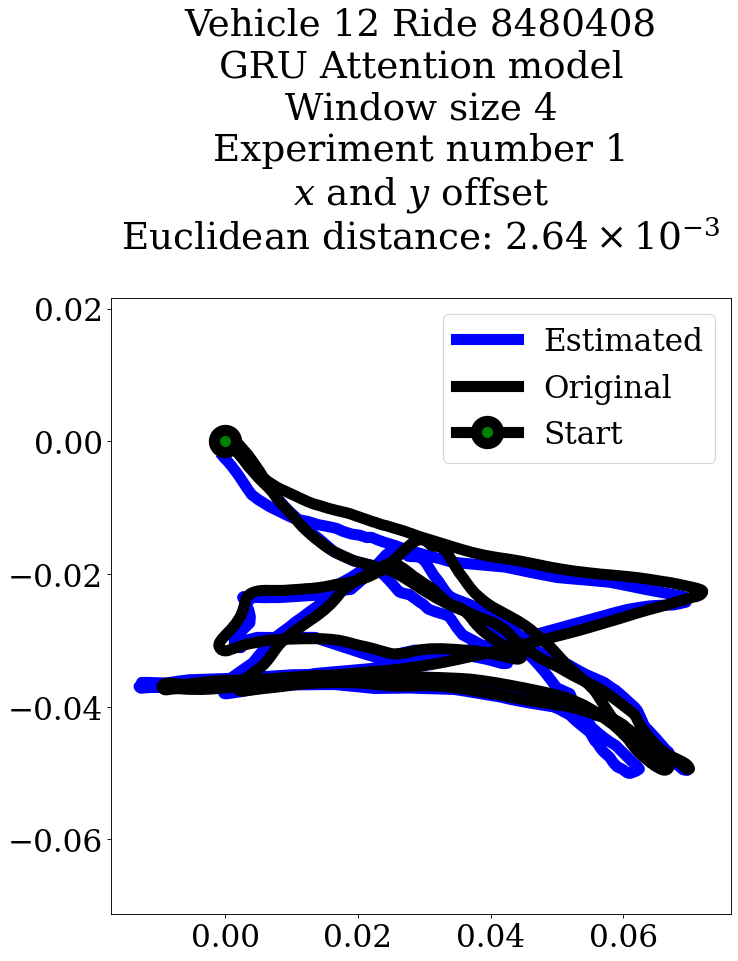 Vehicle 12 Ride 8480408
GRU Attention model
Window size 4
Experiment number 1
x and y offset
Euclidean distance: 2.64 × 10⁻³
0.02
Estimated
Original
Start
0.00
−0.02
−0.04
−0.06
0.00 0.02 0.04 0.06